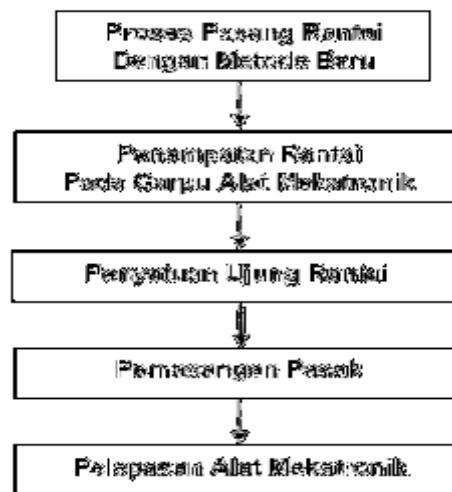 Proses Pasang Rantai
Dengan Metode Baru
Penempatan Rantai
Pada Garpu Alat Mekatronik
Penyatuan Ujung Rantai
Pemasangan Pasak
Pelepasan Alat Mekatronik